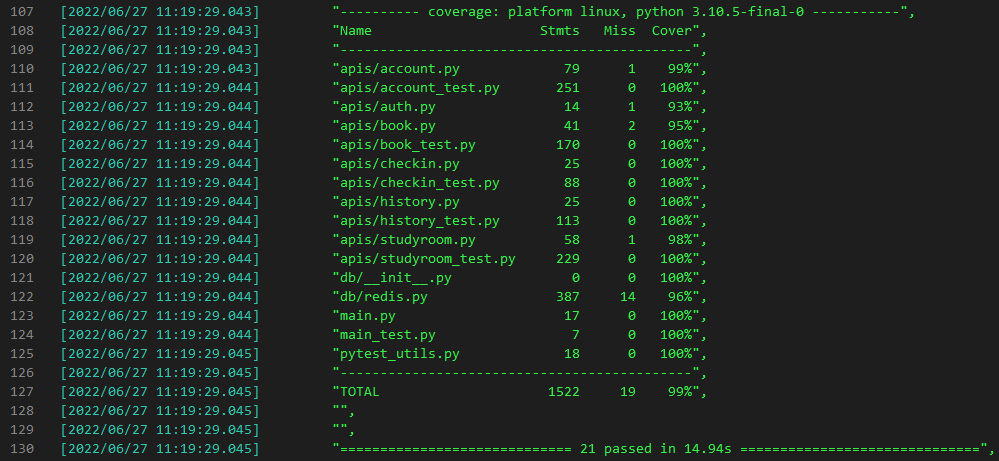 107 [2022/06/27 11:19:29.043] "---------- coverage: platform linux, python 3.10.5-final-0 -----------",
108 [2022/06/27 11:19:29.043] "Name                     Stmts   Miss  Cover",
109 [2022/06/27 11:19:29.043] "--------------------------------------------",
110 [2022/06/27 11:19:29.043] "apis/account.py             79      1    99%",
111 [2022/06/27 11:19:29.044] "apis/account_test.py       251      0   100%",
112 [2022/06/27 11:19:29.044] "apis/auth.py                14      1    93%",
113 [2022/06/27 11:19:29.044] "apis/book.py                41      2    95%",
114 [2022/06/27 11:19:29.044] "apis/book_test.py          170      0   100%",
115 [2022/06/27 11:19:29.044] "apis/checkin.py             25      0   100%",
116 [2022/06/27 11:19:29.044] "apis/checkin_test.py        88      0   100%",
117 [2022/06/27 11:19:29.044] "apis/history.py             25      0   100%",
118 [2022/06/27 11:19:29.044] "apis/history_test.py       113      0   100%",
119 [2022/06/27 11:19:29.044] "apis/studyroom.py           58      1    98%",
120 [2022/06/27 11:19:29.044] "apis/studyroom_test.py     229      0   100%",
121 [2022/06/27 11:19:29.044] "db/__init__.py               0      0   100%",
122 [2022/06/27 11:19:29.044] "db/redis.py                387     14    96%",
123 [2022/06/27 11:19:29.044] "main.py                     17      0   100%",
124 [2022/06/27 11:19:29.044] "main_test.py                 7      0   100%",
125 [2022/06/27 11:19:29.045] "pytest_utils.py             18      0   100%",
126 [2022/06/27 11:19:29.045] "--------------------------------------------",
127 [2022/06/27 11:19:29.045] "TOTAL                     1522     19    99%",
128 [2022/06/27 11:19:29.045] "",
129 [2022/06/27 11:19:29.045] "",
130 [2022/06/27 11:19:29.045] "============================= 21 passed in 14.94s ==============================",